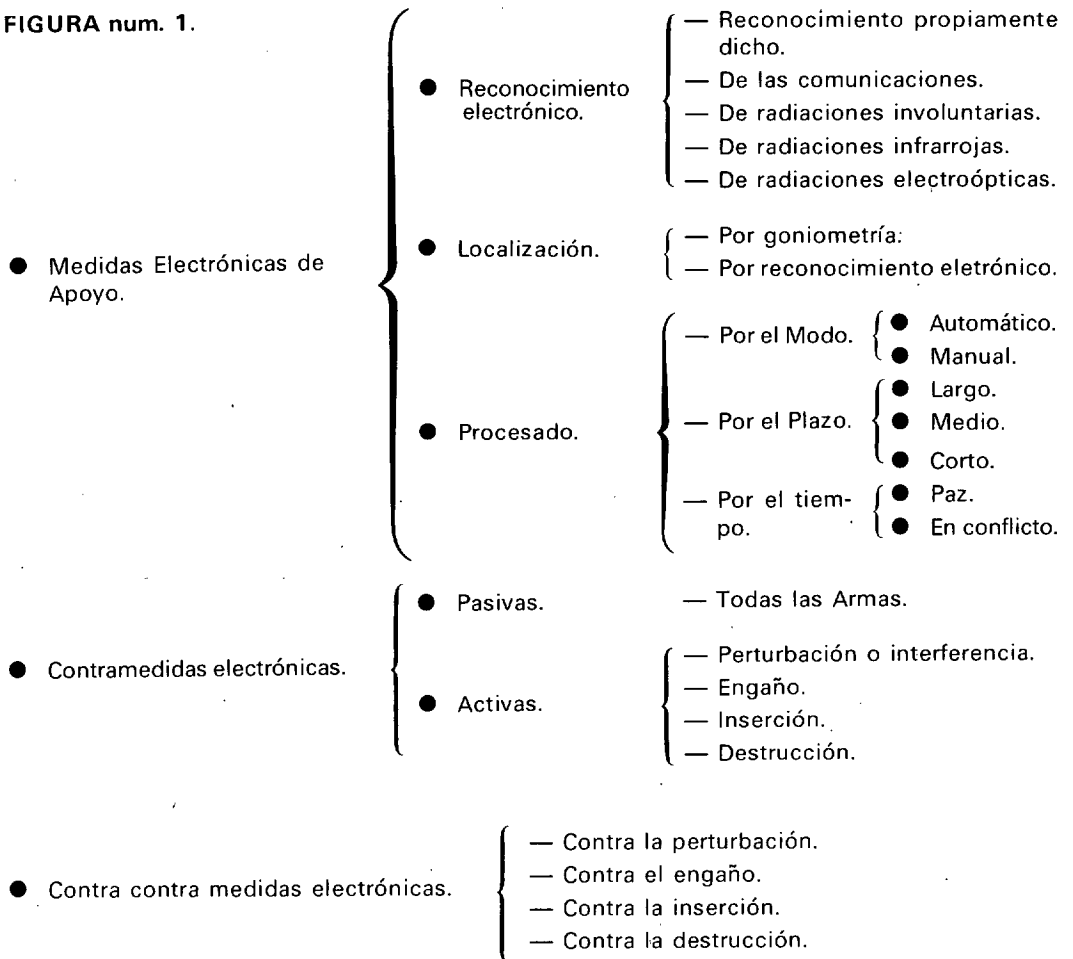 FIGURA num. 1.
● Medidas Electrónicas de
Apoyo.
● Reconocimiento
electrónico.
— Reconocimiento propiamente
dicho.
— De las comunicaciones.
— De radiaciones involuntarias.
— De radiaciones infrarrojas.
— De radiaciones electroópticas.
● Localización.
— Por goniometría.
— Por reconocimiento eletrónico.
● Procesado.
— Por el Modo.
● Automático.
● Manual.
— Por el Plazo.
● Largo.
● Medio.
● Corto.
— Por el tiem-
po.
● Paz.
● En conflicto.
● Contramedidas electrónicas.
● Pasivas.
— Todas las Armas.
● Activas.
— Perturbación o interferencia.
— Engaño.
— Inserción.
— Destrucción.
● Contra contra medidas electrónicas.
— Contra la perturbación.
— Contra el engaño.
— Contra la inserción.
— Contra la destrucción.